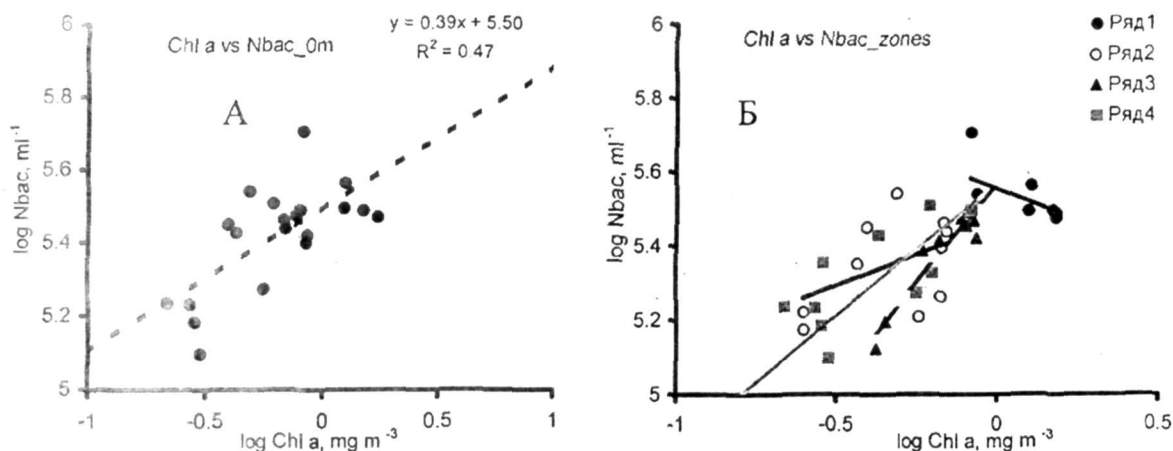 y = 0.39x + 5.50
R² = 0.47
Chl a vs Nbac_0m
А
6
5.8
5.6
5.4
5.2
5
-1
-0.5
0
0.5
1
log Nbac, ml⁻¹
log Chl a, mg m⁻³
Chl a vs Nbac_zones
Б
Ряд1
Ряд2
Ряд3
Ряд4
6
5.8
5.6
5.4
5.2
5
-1
-0.5
0
0.5
log Nbac, ml⁻¹
log Chl a, mg m⁻³